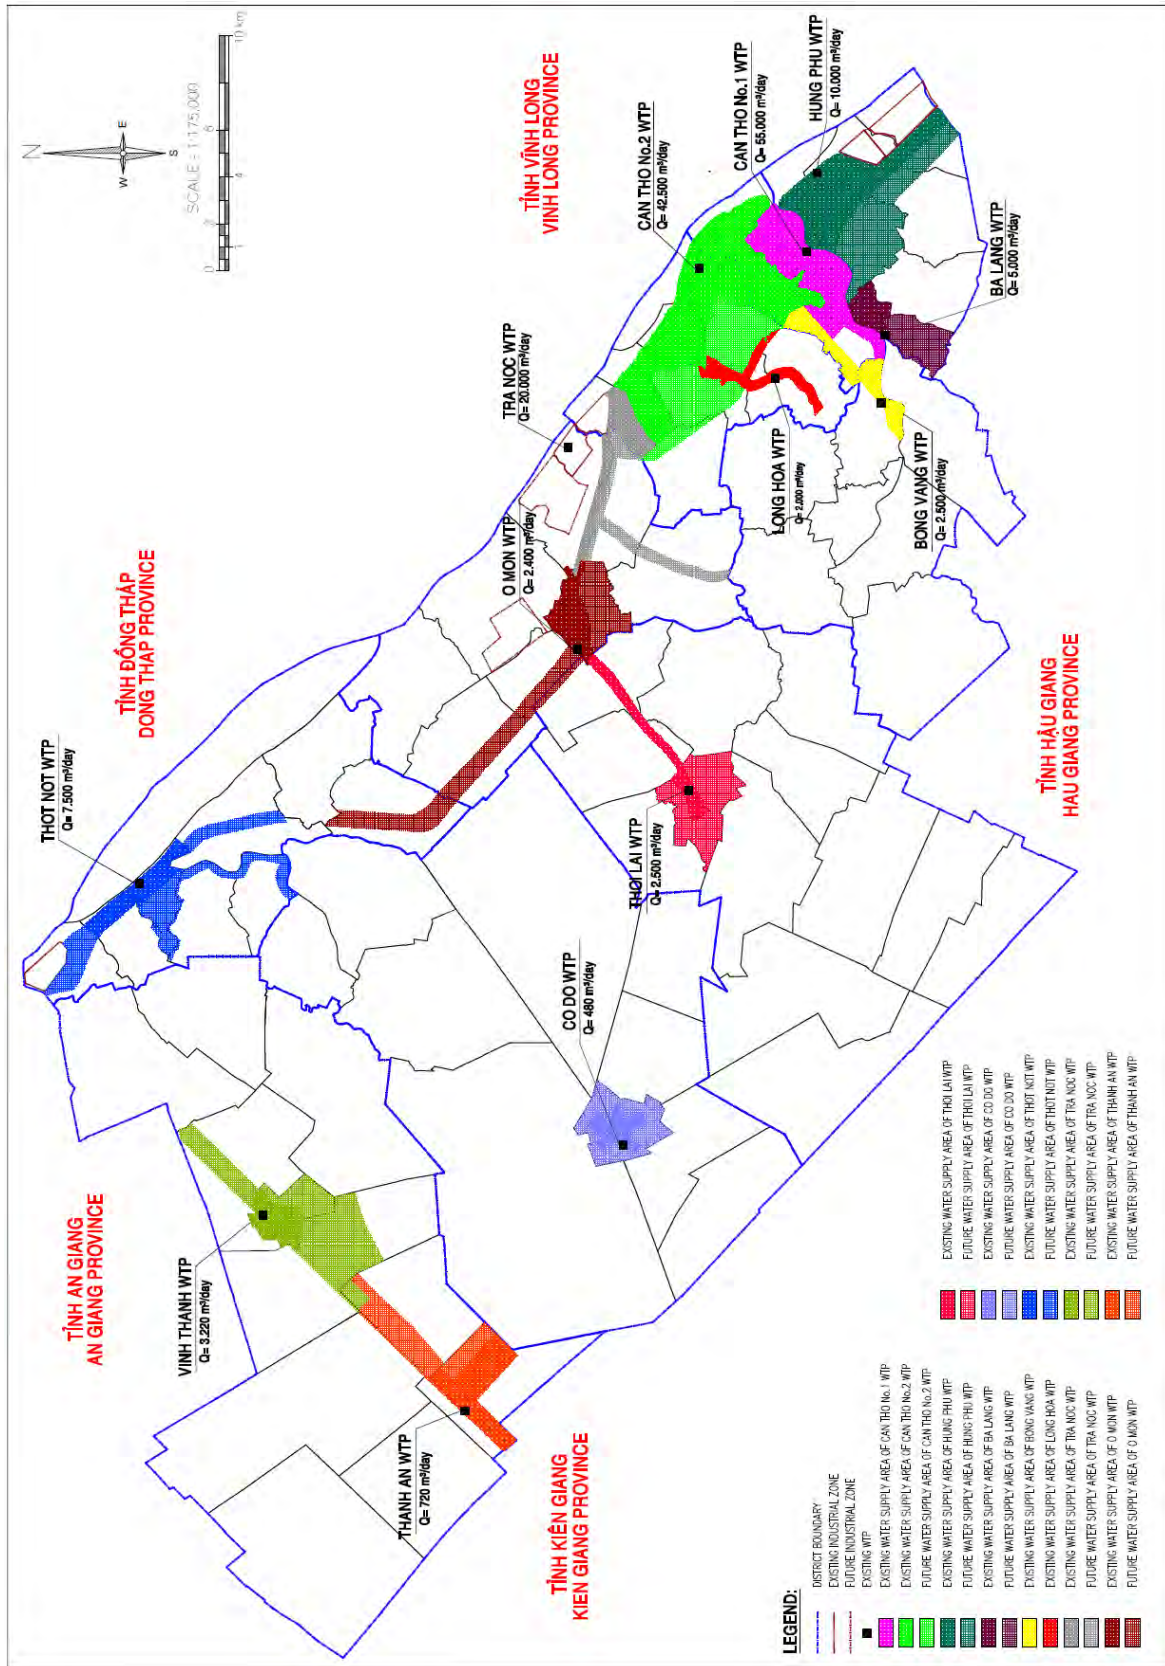 N
W
E
S
SCALE = 1:175,000
0 1 2 4 6 10 km
TỈNH VĨNH LONG
VINH LONG PROVINCE
TỈNH ĐỒNG THÁP
DONG THAP PROVINCE
TỈNH AN GIANG
AN GIANG PROVINCE
TỈNH KIÊN GIANG
KIEN GIANG PROVINCE
TỈNH HẬU GIANG
HAU GIANG PROVINCE
THOT NOT WTP
Q= 7.500 m³/day
O MON WTP
Q= 2.400 m³/day
TRA NOC WTP
Q= 20.000 m³/day
CAN THO No.2 WTP
Q= 42.500 m³/day
CAN THO No.1 WTP
Q= 55.000 m³/day
HUNG PHU WTP
Q= 10.000 m³/day
BA LANG WTP
Q= 5.000 m³/day
BONG VANG WTP
Q= 2.500 m³/day
LONG HOA WTP
Q= 2.000 m³/day
THOI LAI WTP
Q= 2.500 m³/day
CO DO WTP
Q= 480 m³/day
VINH THANH WTP
Q= 3.220 m³/day
THANH AN WTP
Q= 720 m³/day
LEGEND:
DISTRICT BOUNDARY
EXISTING INDUSTRIAL ZONE
FUTURE INDUSTRIAL ZONE
EXISTING WTP
EXISTING WATER SUPPLY AREA OF CAN THO No.1 WTP
EXISTING WATER SUPPLY AREA OF CAN THO No.2 WTP
FUTURE WATER SUPPLY AREA OF CAN THO No.2 WTP
EXISTING WATER SUPPLY AREA OF HUNG PHU WTP
FUTURE WATER SUPPLY AREA OF HUNG PHU WTP
EXISTING WATER SUPPLY AREA OF BA LANG WTP
FUTURE WATER SUPPLY AREA OF BA LANG WTP
EXISTING WATER SUPPLY AREA OF BONG VANG WTP
EXISTING WATER SUPPLY AREA OF LONG HOA WTP
EXISTING WATER SUPPLY AREA OF TRA NOC WTP
FUTURE WATER SUPPLY AREA OF TRA NOC WTP
EXISTING WATER SUPPLY AREA OF O MON WTP
FUTURE WATER SUPPLY AREA OF O MON WTP
EXISTING WATER SUPPLY AREA OF THOI LAI WTP
FUTURE WATER SUPPLY AREA OF THOI LAI WTP
EXISTING WATER SUPPLY AREA OF CO DO WTP
FUTURE WATER SUPPLY AREA OF CO DO WTP
EXISTING WATER SUPPLY AREA OF THOT NOT WTP
FUTURE WATER SUPPLY AREA OF THOT NOT WTP
EXISTING WATER SUPPLY AREA OF TRA NOC WTP
FUTURE WATER SUPPLY AREA OF TRA NOC WTP
EXISTING WATER SUPPLY AREA OF THANH AN WTP
FUTURE WATER SUPPLY AREA OF THANH AN WTP